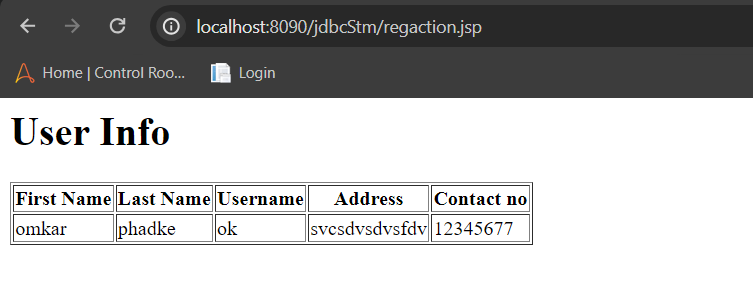 localhost:8090/jdbcStm/regaction.jsp
Home | Control Roo... Login
User Info
First Name Last Name Username Address Contact no
omkar phadke ok svcsdvsdvsfdv 12345677